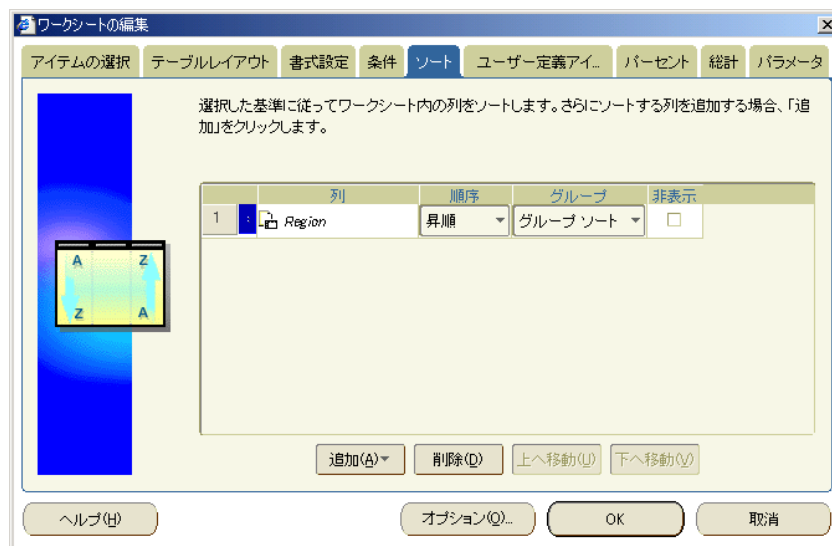 ワークシートの編集
アイテムの選択 テーブルレイアウト 書式設定 条件 ソート ユーザー定義アイ... パーセント 総計 パラメータ
選択した基準に従ってワークシート内の列をソートします。さらにソートする列を追加する場合、「追
加」をクリックします。
列 順序 グループ 非表示
1 Region 昇順 グループ ソート
A Z
Z A
追加(A) 削除(D) 上へ移動(U) 下へ移動(V)
ヘルプ(H) オプション(O)... OK 取消